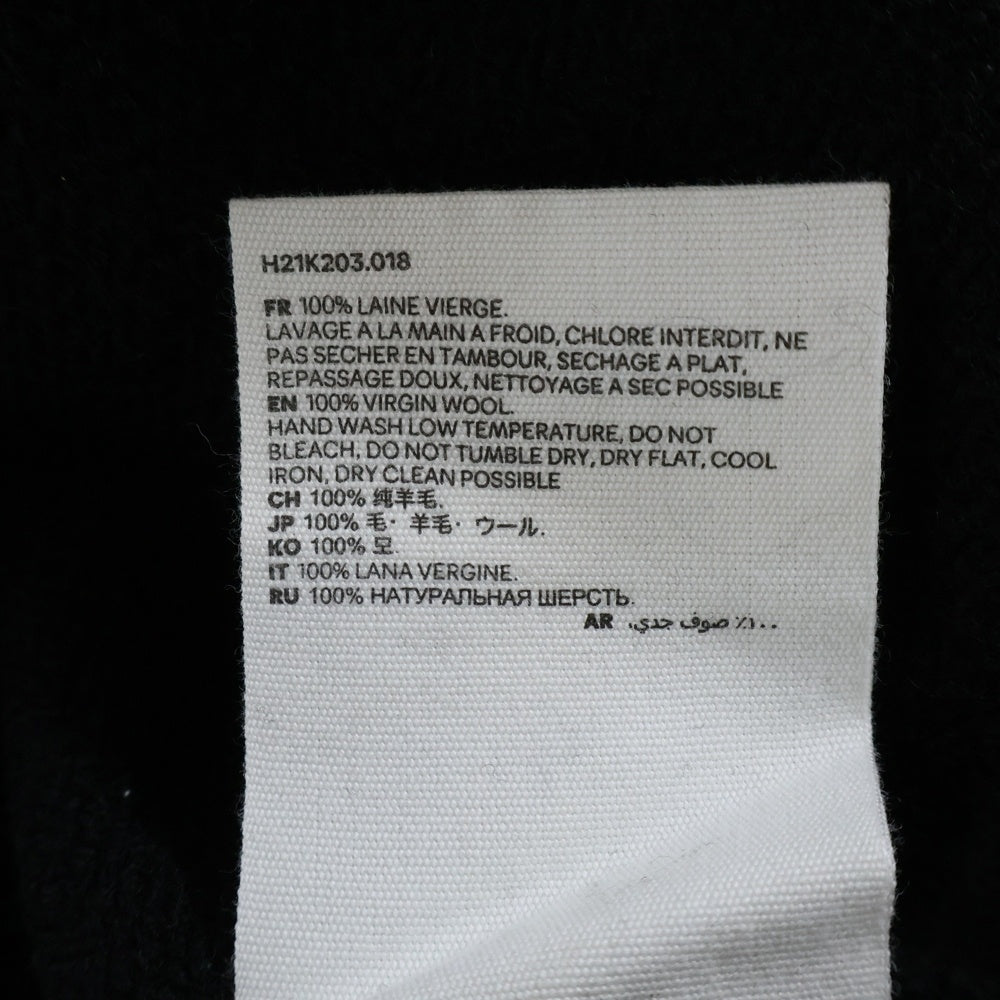 H21K203.018
FR 100% LAINE VIERGE.
LAVAGE A LA MAIN A FROID, CHLORE INTERDIT, NE
PAS SECHER EN TAMBOUR, SECHAGE A PLAT,
REPASSAGE DOUX, NETTOYAGE A SEC POSSIBLE
EN 100% VIRGIN WOOL.
HAND WASH LOW TEMPERATURE, DO NOT
BLEACH, DO NOT TUMBLE DRY, DRY FLAT, COOL
IRON, DRY CLEAN POSSIBLE
CH 100% 纯羊毛.
JP 100% 毛· 羊毛· ウール.
KO 100% 모.
IT 100% LANA VERGINE.
RU 100% НАТУРАЛЬНАЯ ШЕРСТЬ.
AR ١٠٠٪ صوف جدي.